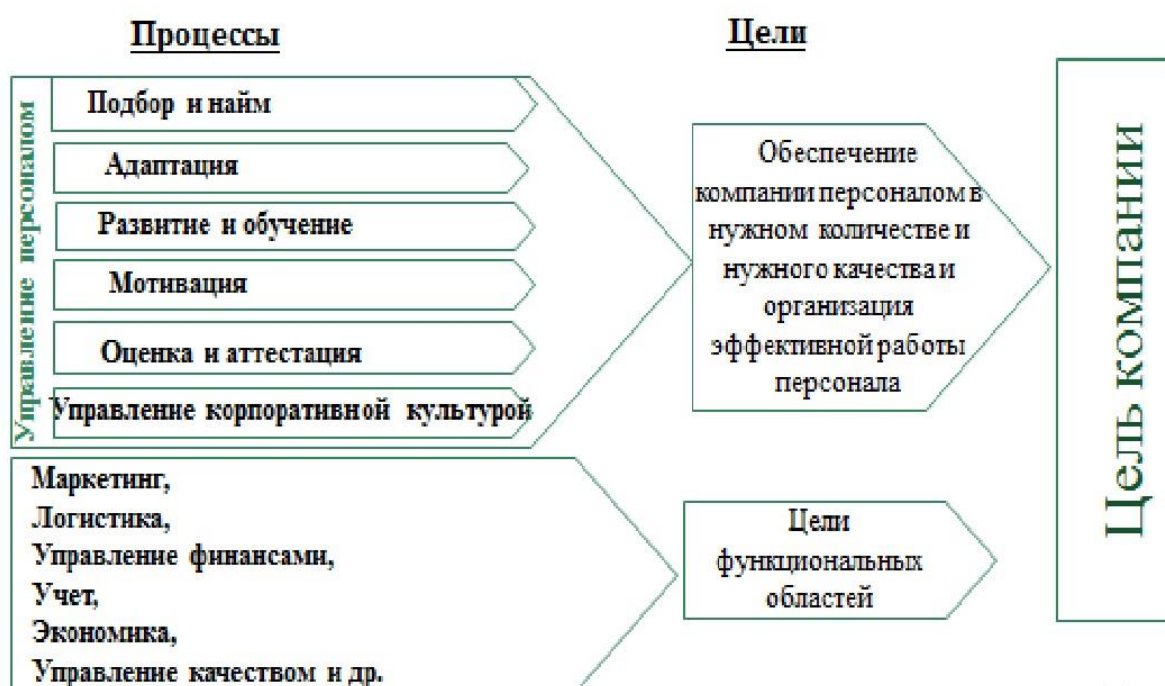 Процессы
Цели
Управление персоналом
Подбор и найм
Адаптация
Развитие и обучение
Мотивация
Оценка и аттестация
Управление корпоративной культурой
Обеспечение
компании персоналом в
нужном количестве и
нужного качества и
организация
эффективной работы
персонала
Маркетинг,
Логистика,
Управление финансами,
Учет,
Экономика,
Управление качеством и др.
Цели
функциональных
областей
Цель компании